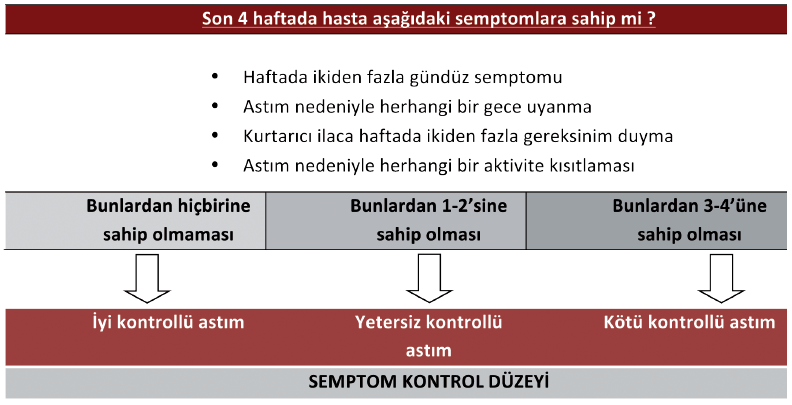 Son 4 haftada hasta aşağıdaki semptomlara sahip mi ?
• Haftada ikiden fazla gündüz semptomu
• Astım nedeniyle herhangi bir gece uyanma
• Kurtarıcı ilaca haftada ikiden fazla gereksinim duyma
• Astım nedeniyle herhangi bir aktivite kısıtlaması
Bunlardan hiçbirine
sahip olmaması
Bunlardan 1-2’sine
sahip olması
Bunlardan 3-4’üne
sahip olması
İyi kontrollü astım
Yetersiz kontrollü
astım
Kötü kontrollü astım
SEMPTOM KONTROL DÜZEYİ